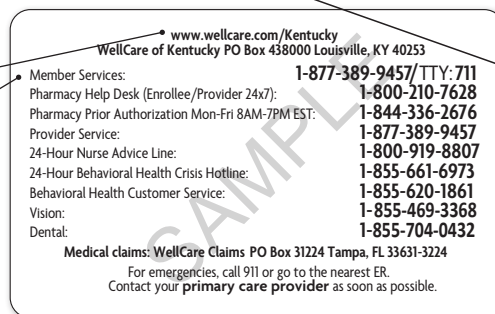 www.wellcare.com/Kentucky
WellCare of Kentucky PO Box 438000 Louisville, KY 40253
Member Services: 1-877-389-9457/TTY: 711
Pharmacy Help Desk (Enrollee/Provider 24x7): 1-800-210-7628
Pharmacy Prior Authorization Mon-Fri 8AM-7PM EST: 1-844-336-2676
Provider Service: 1-877-389-9457
24-Hour Nurse Advice Line: 1-800-919-8807
24-Hour Behavioral Health Crisis Hotline: 1-855-661-6973
Behavioral Health Customer Service: 1-855-620-1861
Vision: 1-855-469-3368
Dental: 1-855-704-0432
Medical claims: WellCare Claims PO Box 31224 Tampa, FL 33631-3224
For emergencies, call 911 or go to the nearest ER.
Contact your primary care provider as soon as possible.
SAMPLE